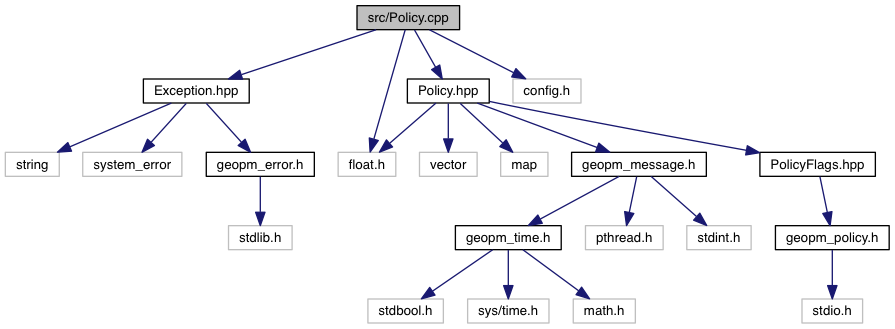 src/Policy.cpp
Exception.hpp
Policy.hpp
config.h
string
system_error
geopm_error.h
float.h
vector
map
geopm_message.h
PolicyFlags.hpp
stdlib.h
geopm_time.h
pthread.h
stdint.h
geopm_policy.h
stdbool.h
sys/time.h
math.h
stdio.h